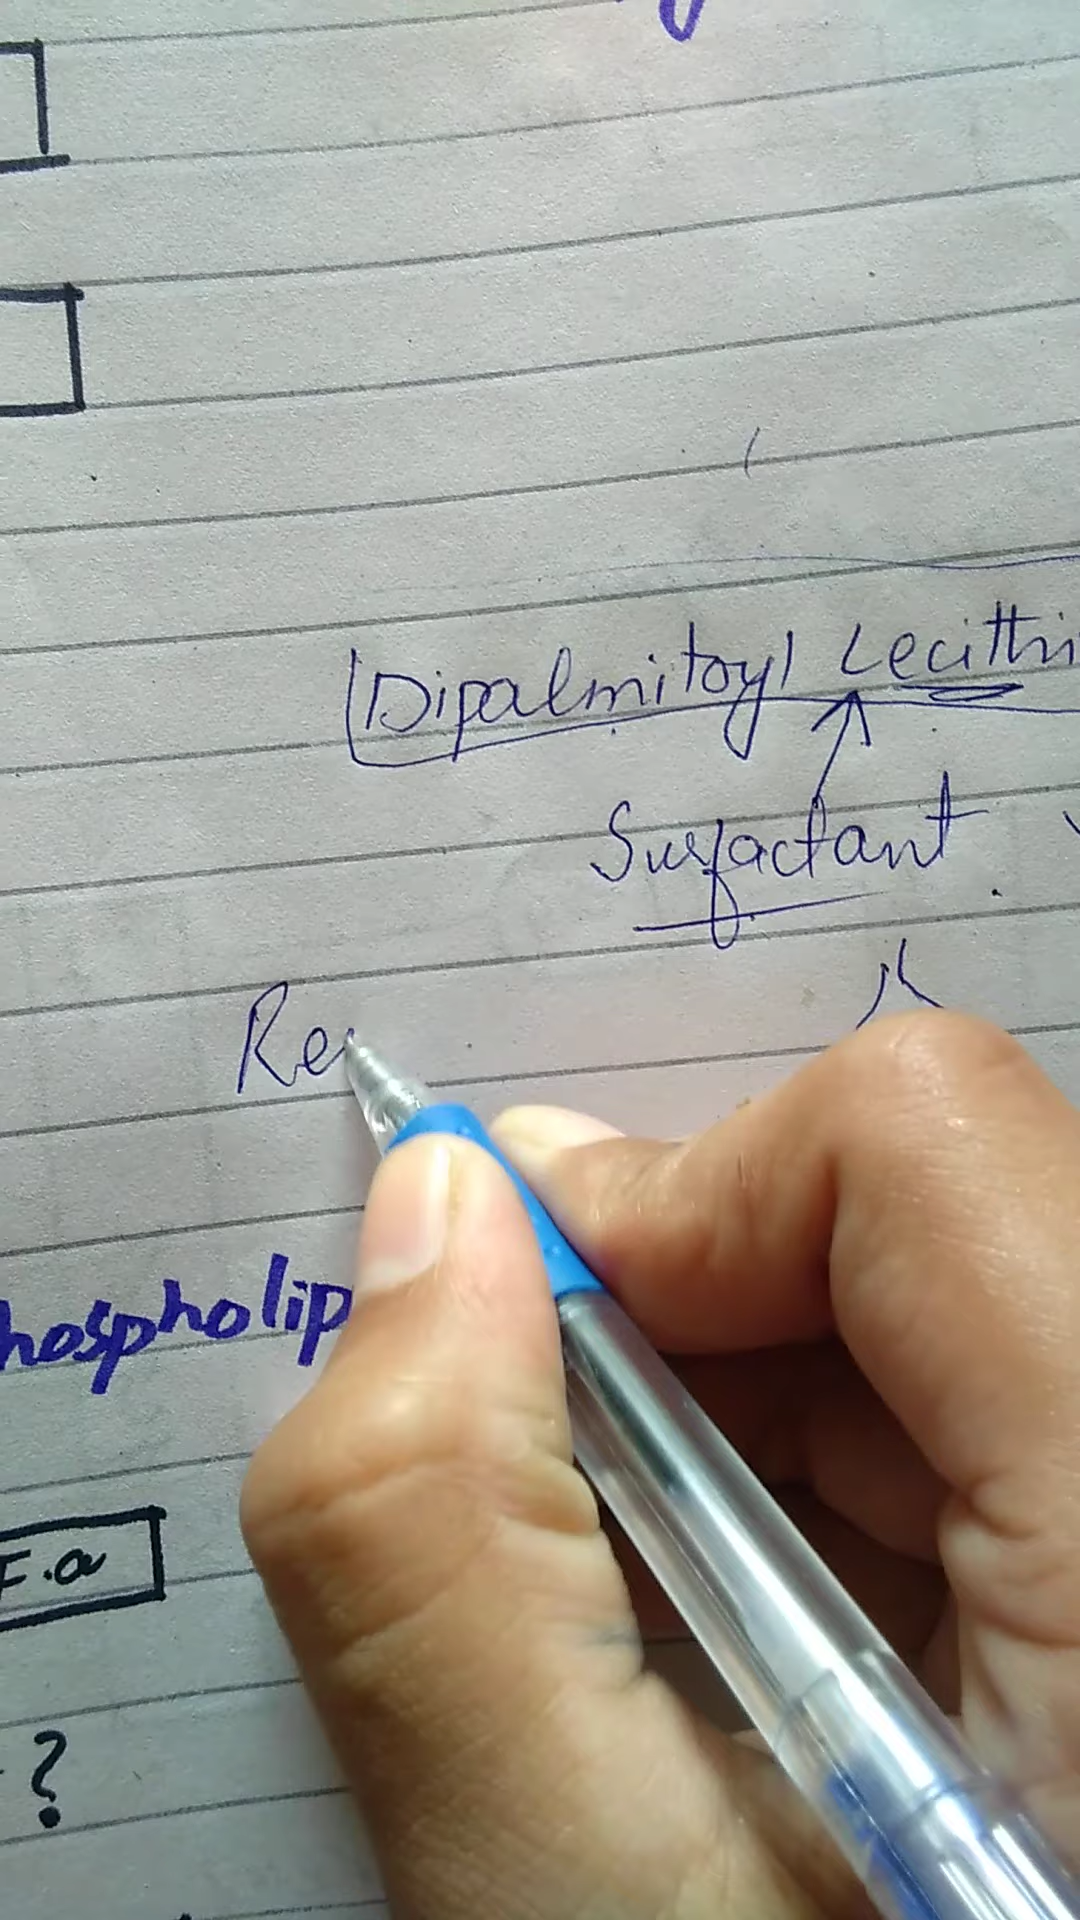 Dipalmitoyl Lecithi
Surfactant
Re
hospholip
F.a
?